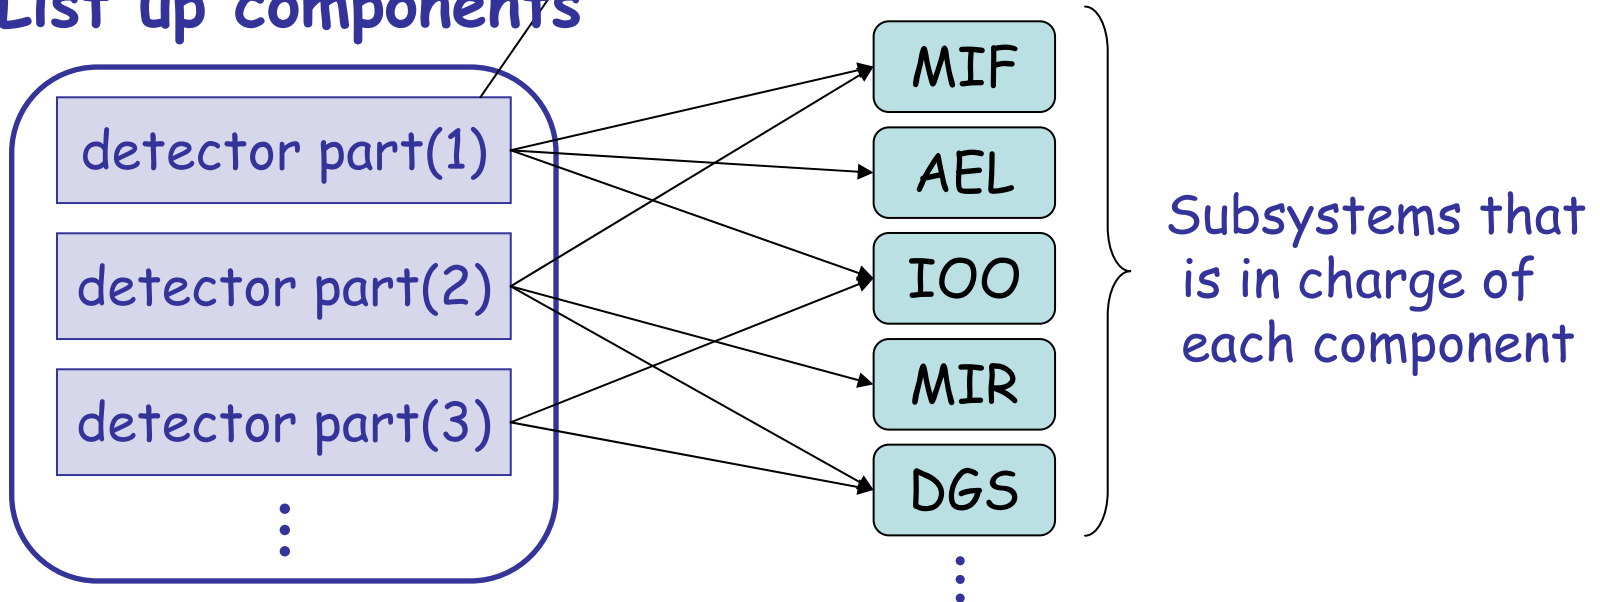 List up components
detector part(1)
detector part(2)
detector part(3)
MIF
AEL
IOO
MIR
DGS
Subsystems that
is in charge of
each component